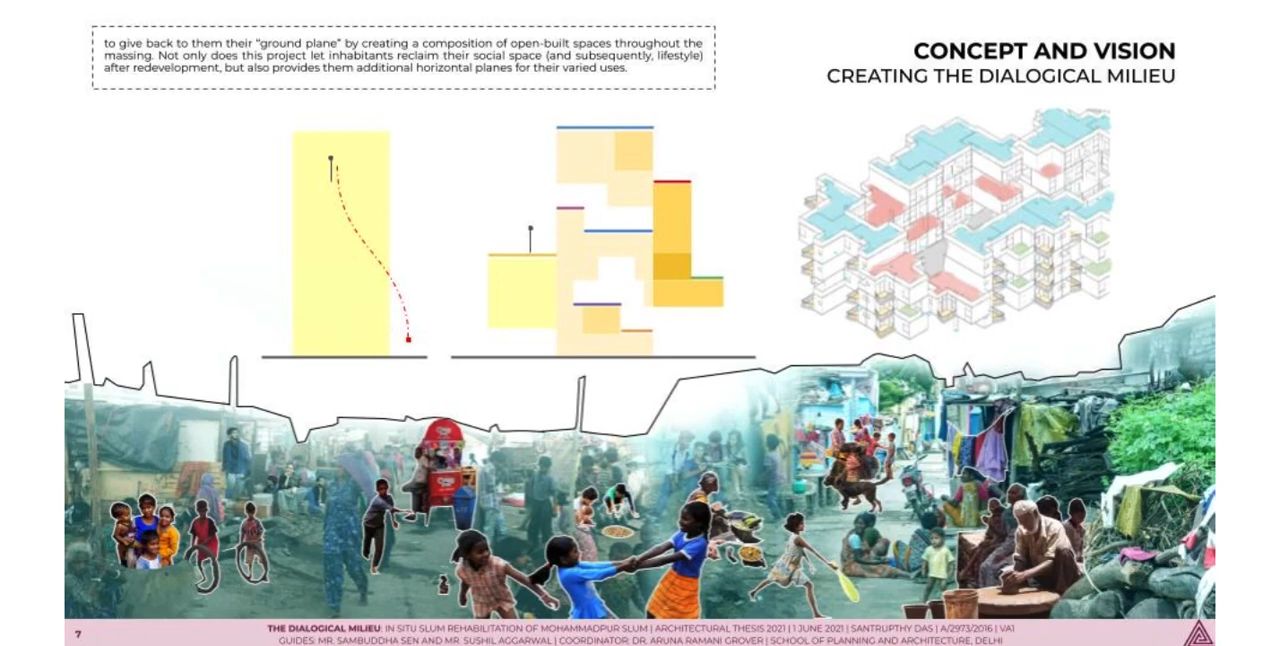 to give back to them their “ground plane” by creating a composition of open-built spaces throughout the
massing. Not only does this project let inhabitants reclaim their social space (and subsequently, lifestyle)
after redevelopment, but also provides them additional horizontal planes for their varied uses.
CONCEPT AND VISION
CREATING THE DIALOGICAL MILIEU
7
THE DIALOGICAL MILIEU: IN SITU SLUM REHABILITATION OF MOHAMMADPUR SLUM | ARCHITECTURAL THESIS 2021 | 1 JUNE 2021 | SANTRUPTHY DAS | A/2973/2016 | VA1
GUIDES: MR. SAMBUDDHA SEN AND MR. SUSHIL AGGARWAL | COORDINATOR: DR. ARUNA RAMANI GROVER | SCHOOL OF PLANNING AND ARCHITECTURE, DELHI